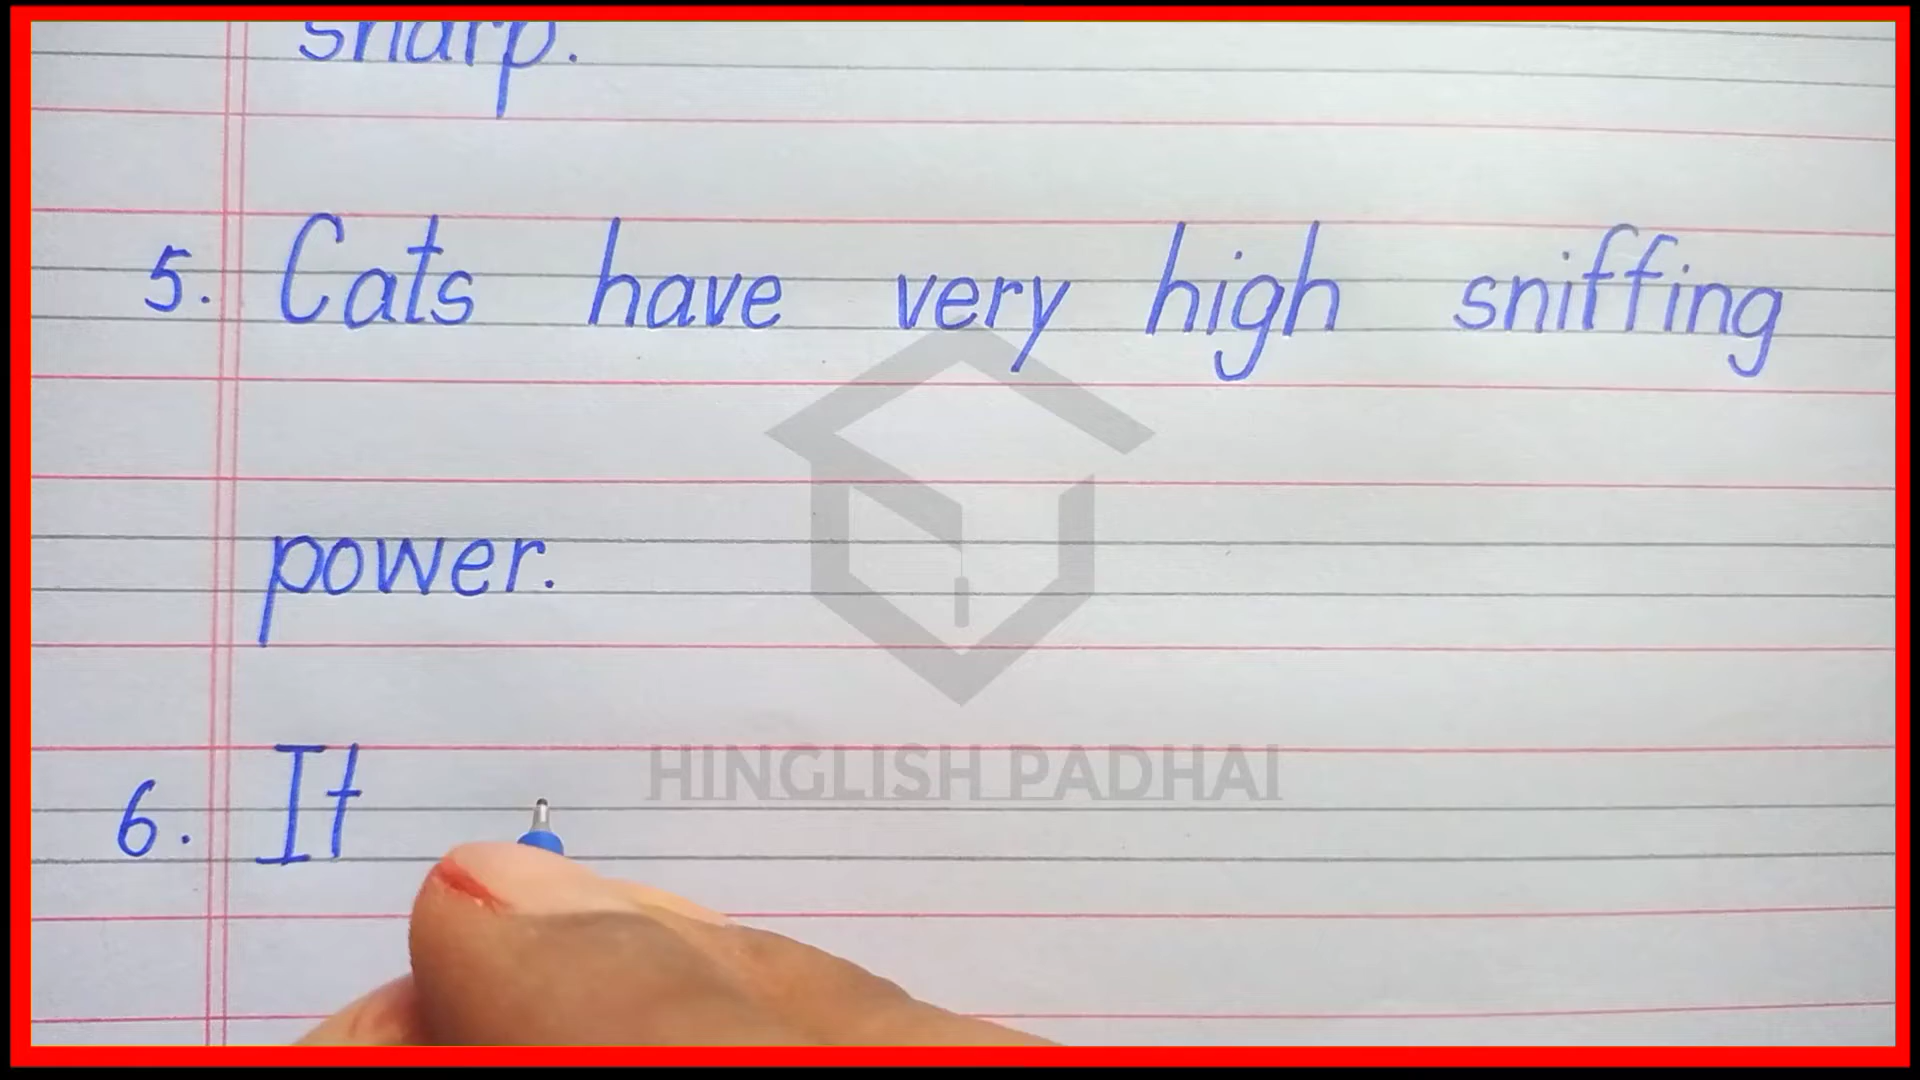 sharp.
5. Cats have very high sniffing
power.
HINGLISH PADHAI
6. It